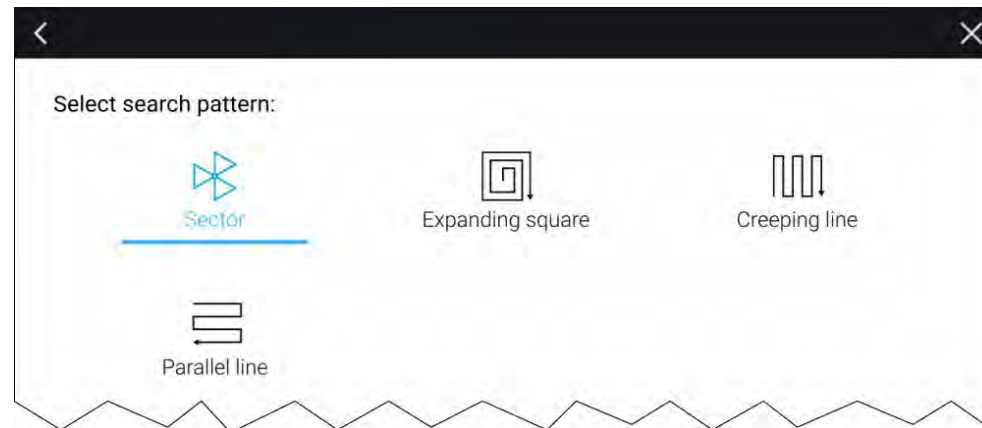 Select search pattern:
Sector
Expanding square
Creeping line
Parallel line